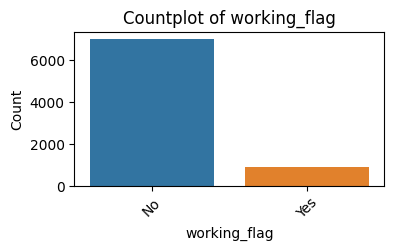 Countplot of working_flag
6000
4000
2000
0
Count
No
Yes
working_flag